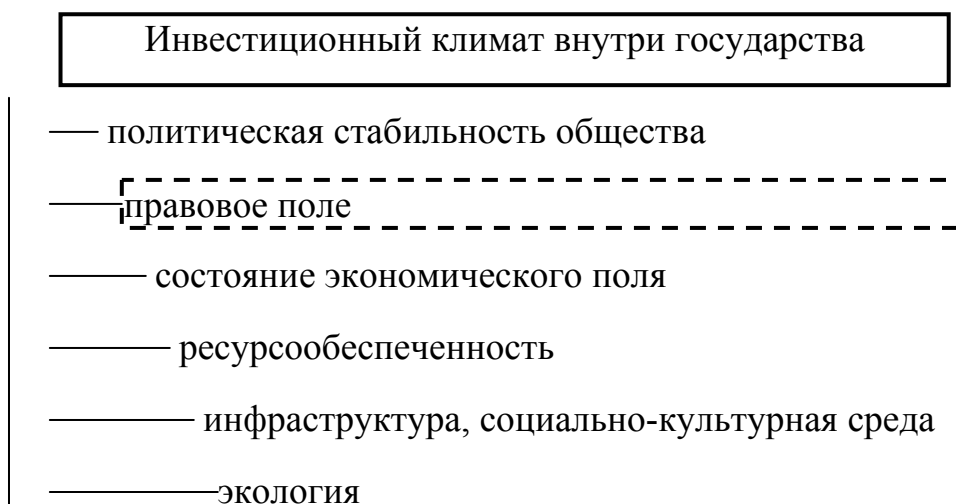 Инвестиционный климат внутри государства
политическая стабильность общества
правовое поле
состояние экономического поля
ресурсообеспеченность
инфраструктура, социально-культурная среда
экология